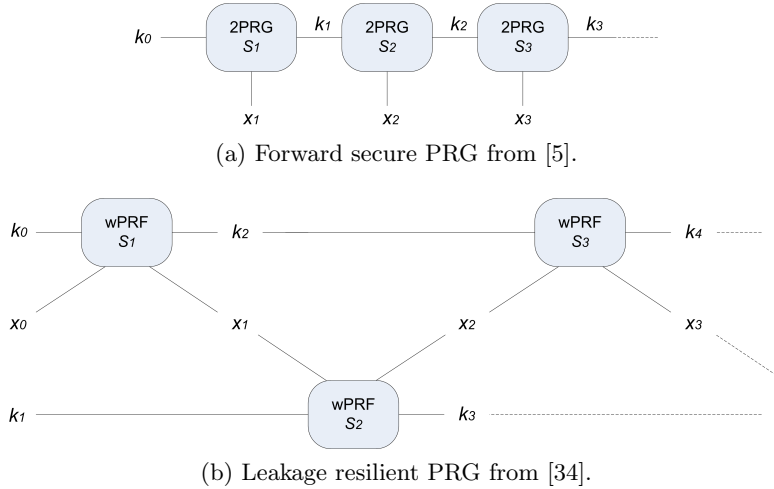 k0 2PRG S1 k1 2PRG S2 k2 2PRG S3 k3
x1 x2 x3
(a) Forward secure PRG from [5].
k0 wPRF S1 k2 wPRF S3 k4
x0 x1 x2 x3
k1 wPRF S2 k3
(b) Leakage resilient PRG from [34].